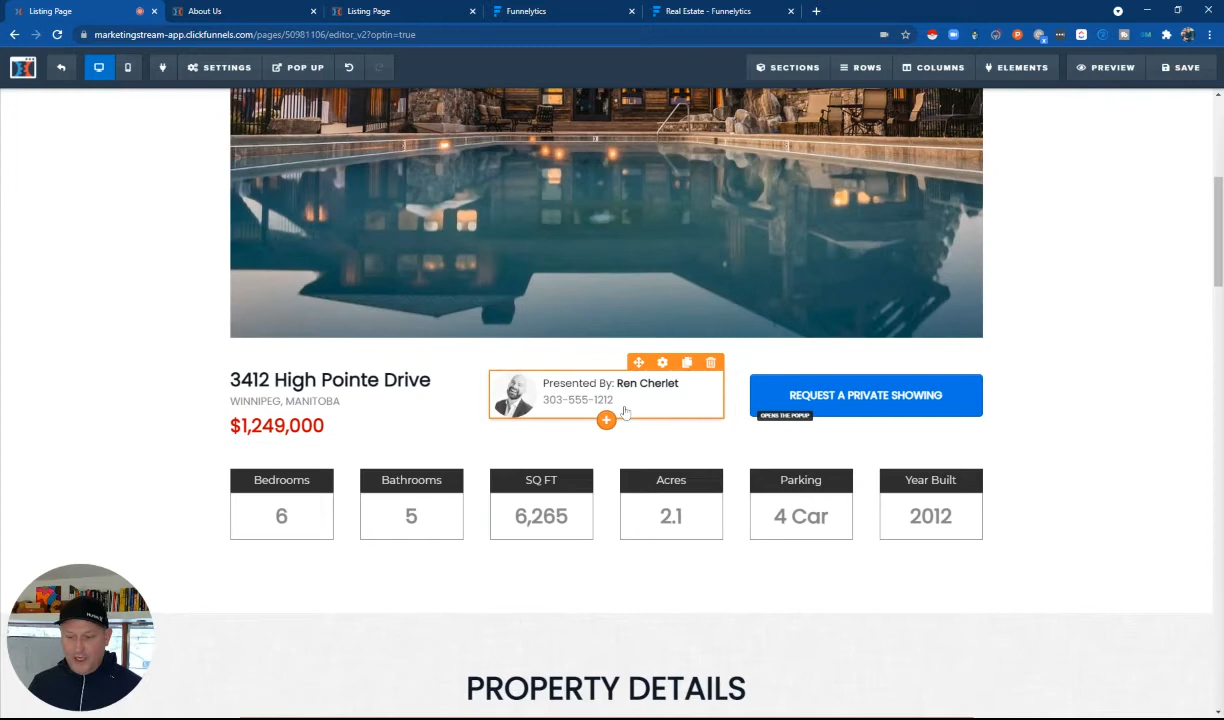 Listing Page
About Us
Listing Page
Funnelytics
Real Estate - Funnelytics
marketingstream-app.clickfunnels.com/pages/50981106/editor_v2?optin=true
SETTINGS
POP UP
SECTIONS
ROWS
COLUMNS
ELEMENTS
PREVIEW
SAVE
3412 High Pointe Drive
WINNIPEG, MANITOBA
$1,249,000
Presented By: Ren Cherlet
303-555-1212
REQUEST A PRIVATE SHOWING
OPENS THE POPUP
Bedrooms
6
Bathrooms
5
SQ FT
6,265
Acres
2.1
Parking
4 Car
Year Built
2012
PROPERTY DETAILS